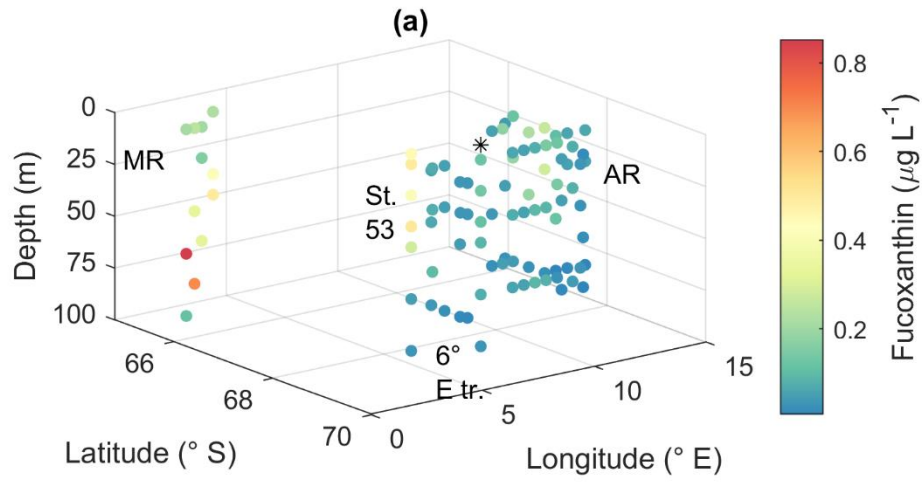 (a)
0
25
50
75
100
Depth (m)
MR
St.
53
AR
6°
E tr.
66
68
70
Latitude (° S)
0
5
10
15
Longitude (° E)
0.8
0.6
0.4
0.2
Fucoxanthin (μg L⁻¹)